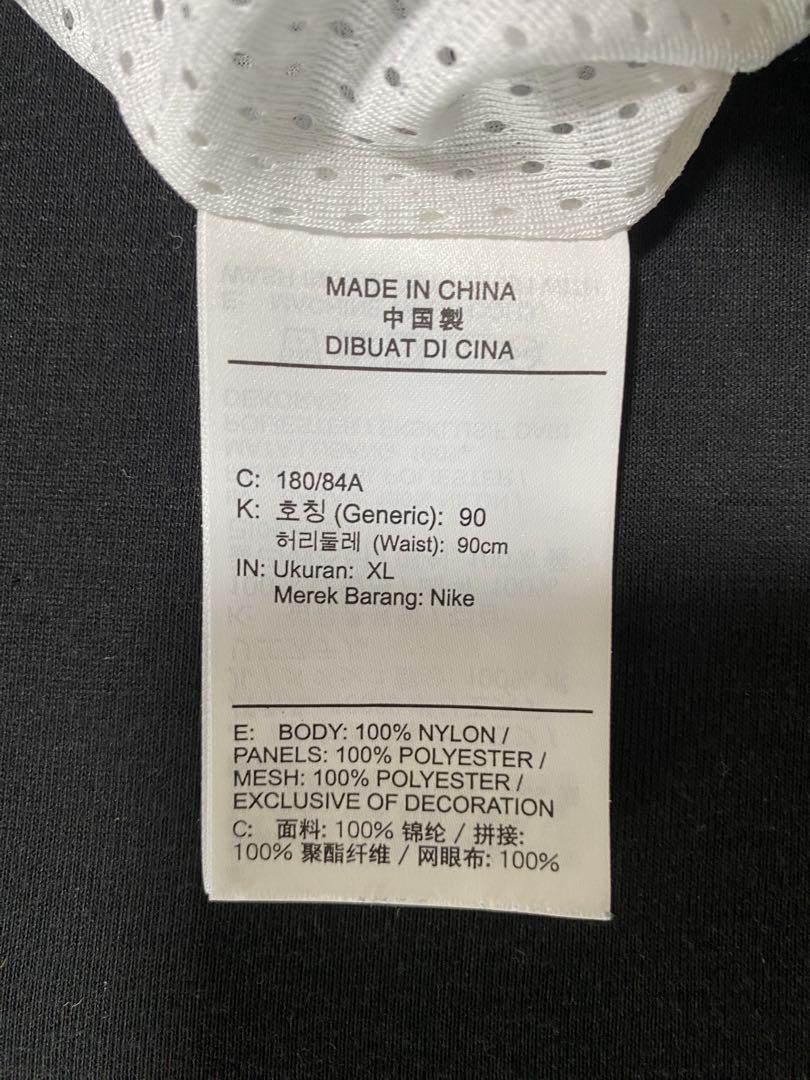 MADE IN CHINA
中国製
DIBUAT DI CINA
C: 180/84A
K: 호칭 (Generic): 90
허리둘레 (Waist): 90cm
IN: Ukuran: XL
Merek Barang: Nike
E: BODY: 100% NYLON /
PANELS: 100% POLYESTER /
MESH: 100% POLYESTER /
EXCLUSIVE OF DECORATION
C: 面料: 100% 锦纶 / 拼接:
100% 聚酯纤维 / 网眼布: 100%